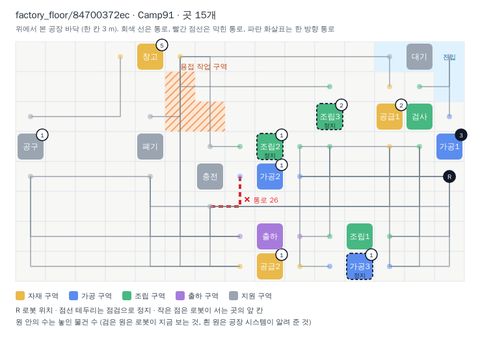 factory_floor/84700372ec · Camp91 · 곳 15개
위에서 본 공장 바닥 (한 칸 3 m). 회색 선은 통로, 빨간 점선은 막힌 통로, 파란 화살표는 한 방향 통로
창고
5
대기
진입
용접 작업 구역
조립3
2
정지
공급1
2
검사
공구
1
폐기
조립2
1
정지
가공1
3
충전
가공2
1
R
✕ 통로 26
출하
조립1
공급2
1
가공3
1
정지
자재 구역
가공 구역
조립 구역
출하 구역
지원 구역
R 로봇 위치 · 점선 테두리는 점검으로 정지 · 작은 점은 로봇이 서는 곳의 앞 칸
원 안의 수는 놓인 물건 수 (검은 원은 로봇이 지금 보는 것, 흰 원은 공장 시스템이 알려 준 것)